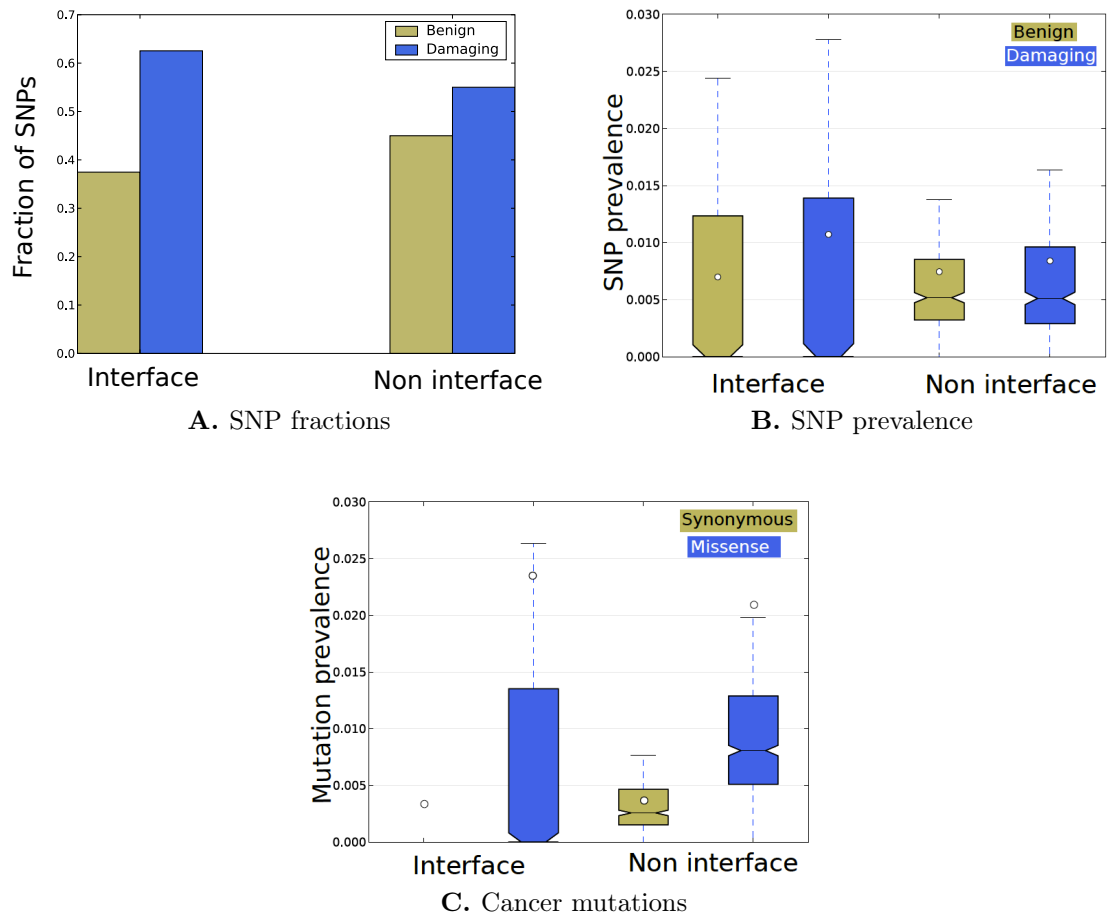 0.7
0.6
0.5
0.4
0.3
0.2
0.1
0.0
Fraction of SNPs
Benign
Damaging
Interface
Non interface
A. SNP fractions
0.030
0.025
0.020
0.015
0.010
0.005
0.000
SNP prevalence
Benign
Damaging
Interface
Non interface
B. SNP prevalence
0.030
0.025
0.020
0.015
0.010
0.005
0.000
Mutation prevalence
Synonymous
Missense
Interface
Non interface
C. Cancer mutations